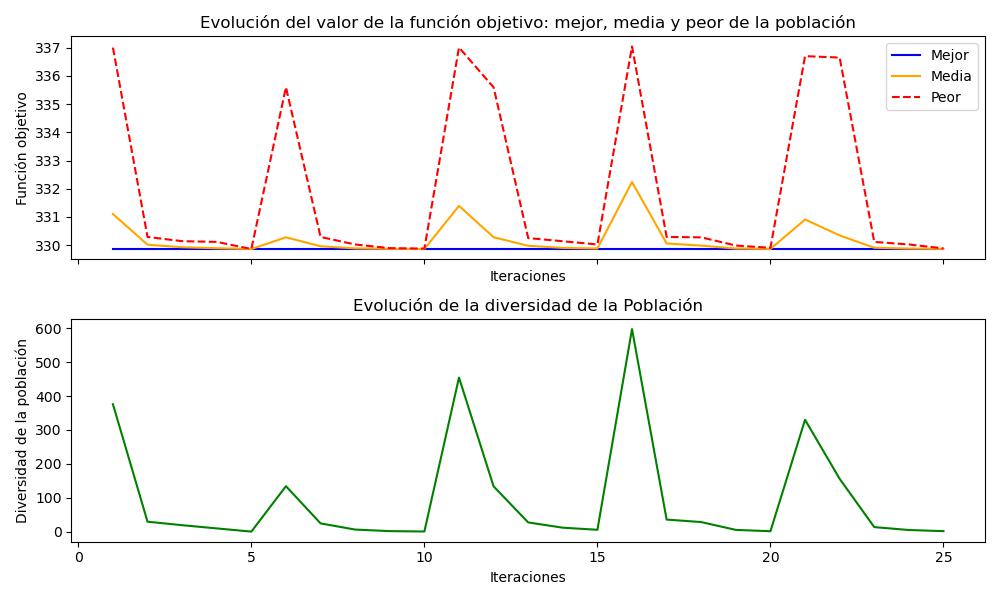 Evolución del valor de la función objetivo: mejor, media y peor de la población
337
336
335
334
333
332
331
330
Función objetivo
Mejor
Media
Peor
Iteraciones
Evolución de la diversidad de la Población
600
500
400
300
200
100
0
Diversidad de la población
0 5 10 15 20 25
Iteraciones